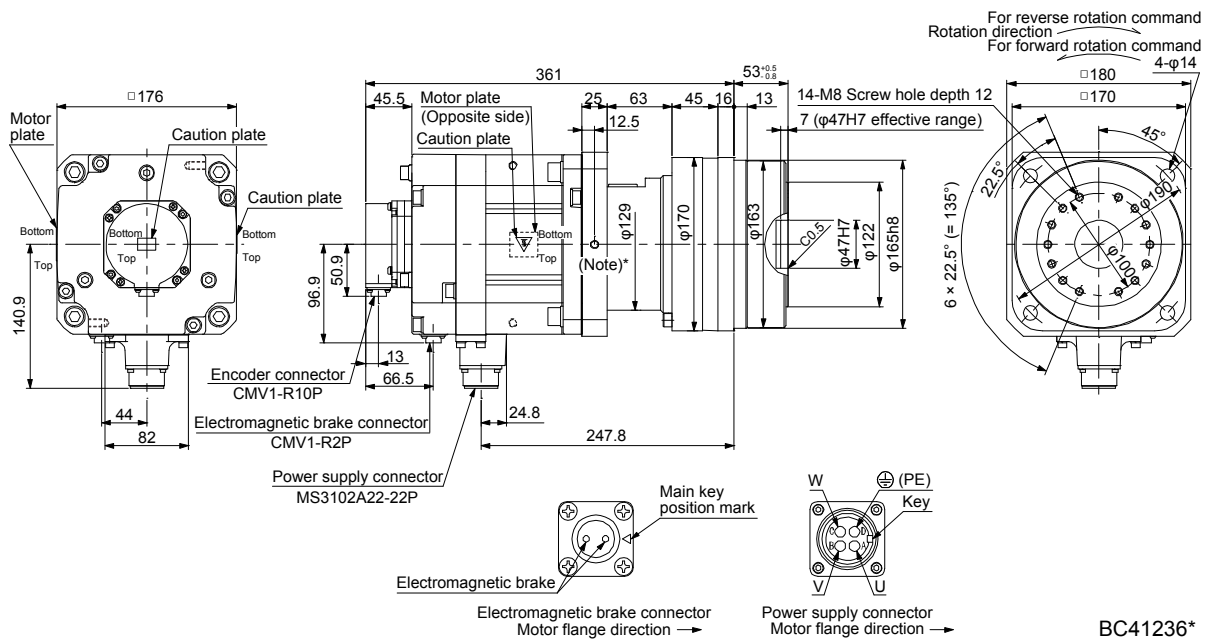 For reverse rotation command
Rotation direction
For forward rotation command
4-φ14
361
53 +0.5 -0.8
□180
□176
45.5
Motor plate
(Opposite side)
Caution plate
25
63
45
16
13
14-M8 Screw hole depth 12
□170
12.5
7 (φ47H7 effective range)
45°
Motor
plate
Caution plate
22.5°
Caution plate
φ190
Bottom
Top
Bottom
Top
Bottom
Top
Bottom
Top
(Note)*
φ129
φ170
φ163
C0.5
φ47H7
φ122
φ165h8
6 × 22.5° (= 135°)
φ100
140.9
96.9
50.9
13
66.5
Encoder connector
CMV1-R10P
44
82
Electromagnetic brake connector
CMV1-R2P
24.8
247.8
Power supply connector
MS3102A22-22P
Main key
position mark
W
(PE)
Key
C
D
B
A
Electromagnetic brake
V
U
Electromagnetic brake connector
Motor flange direction →
Power supply connector
Motor flange direction →
BC41236*